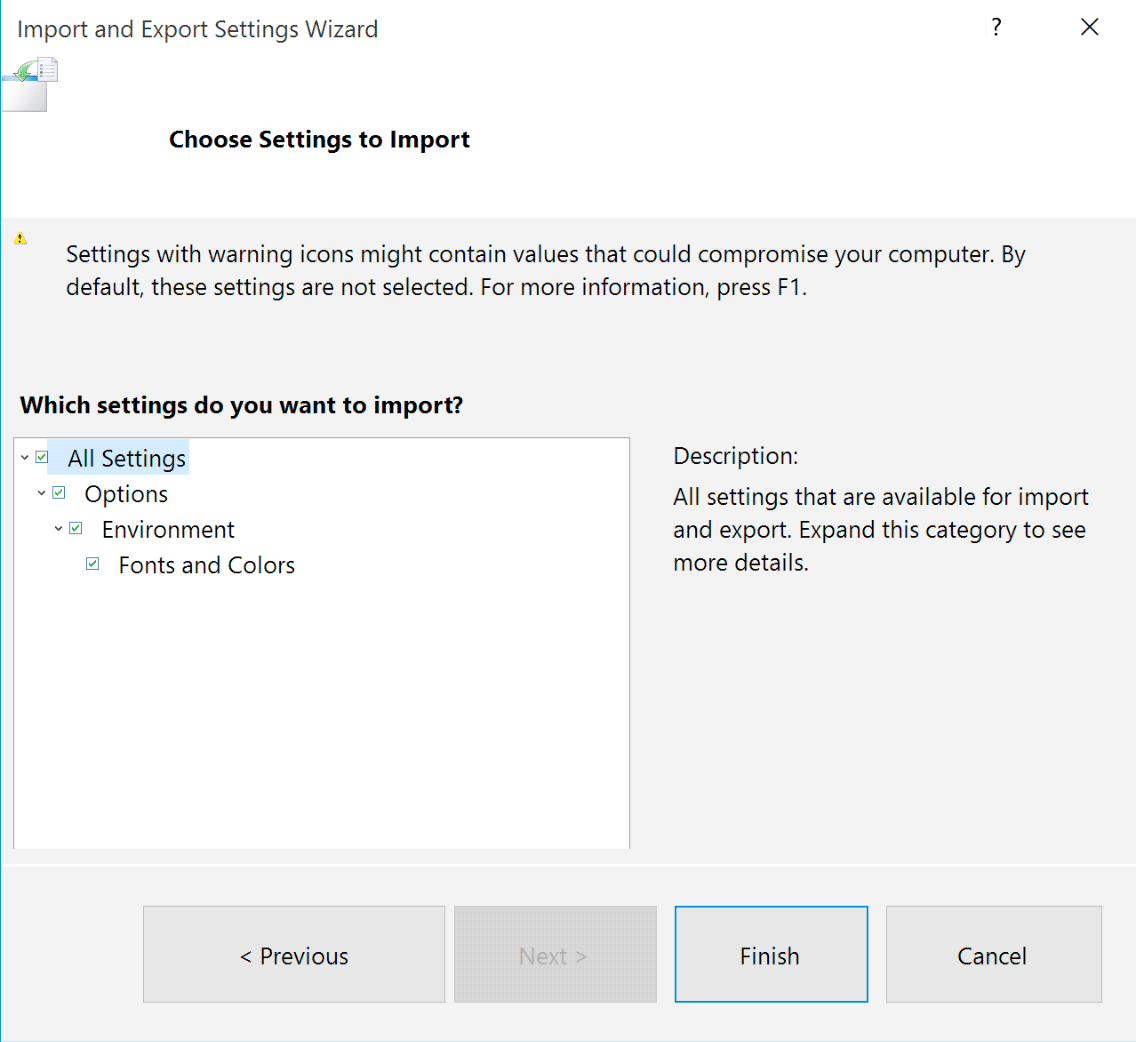 Import and Export Settings Wizard
?
Choose Settings to Import
Settings with warning icons might contain values that could compromise your computer. By
default, these settings are not selected. For more information, press F1.
Which settings do you want to import?
All Settings
Options
Environment
Fonts and Colors
Description:
All settings that are available for import
and export. Expand this category to see
more details.
< Previous
Next >
Finish
Cancel